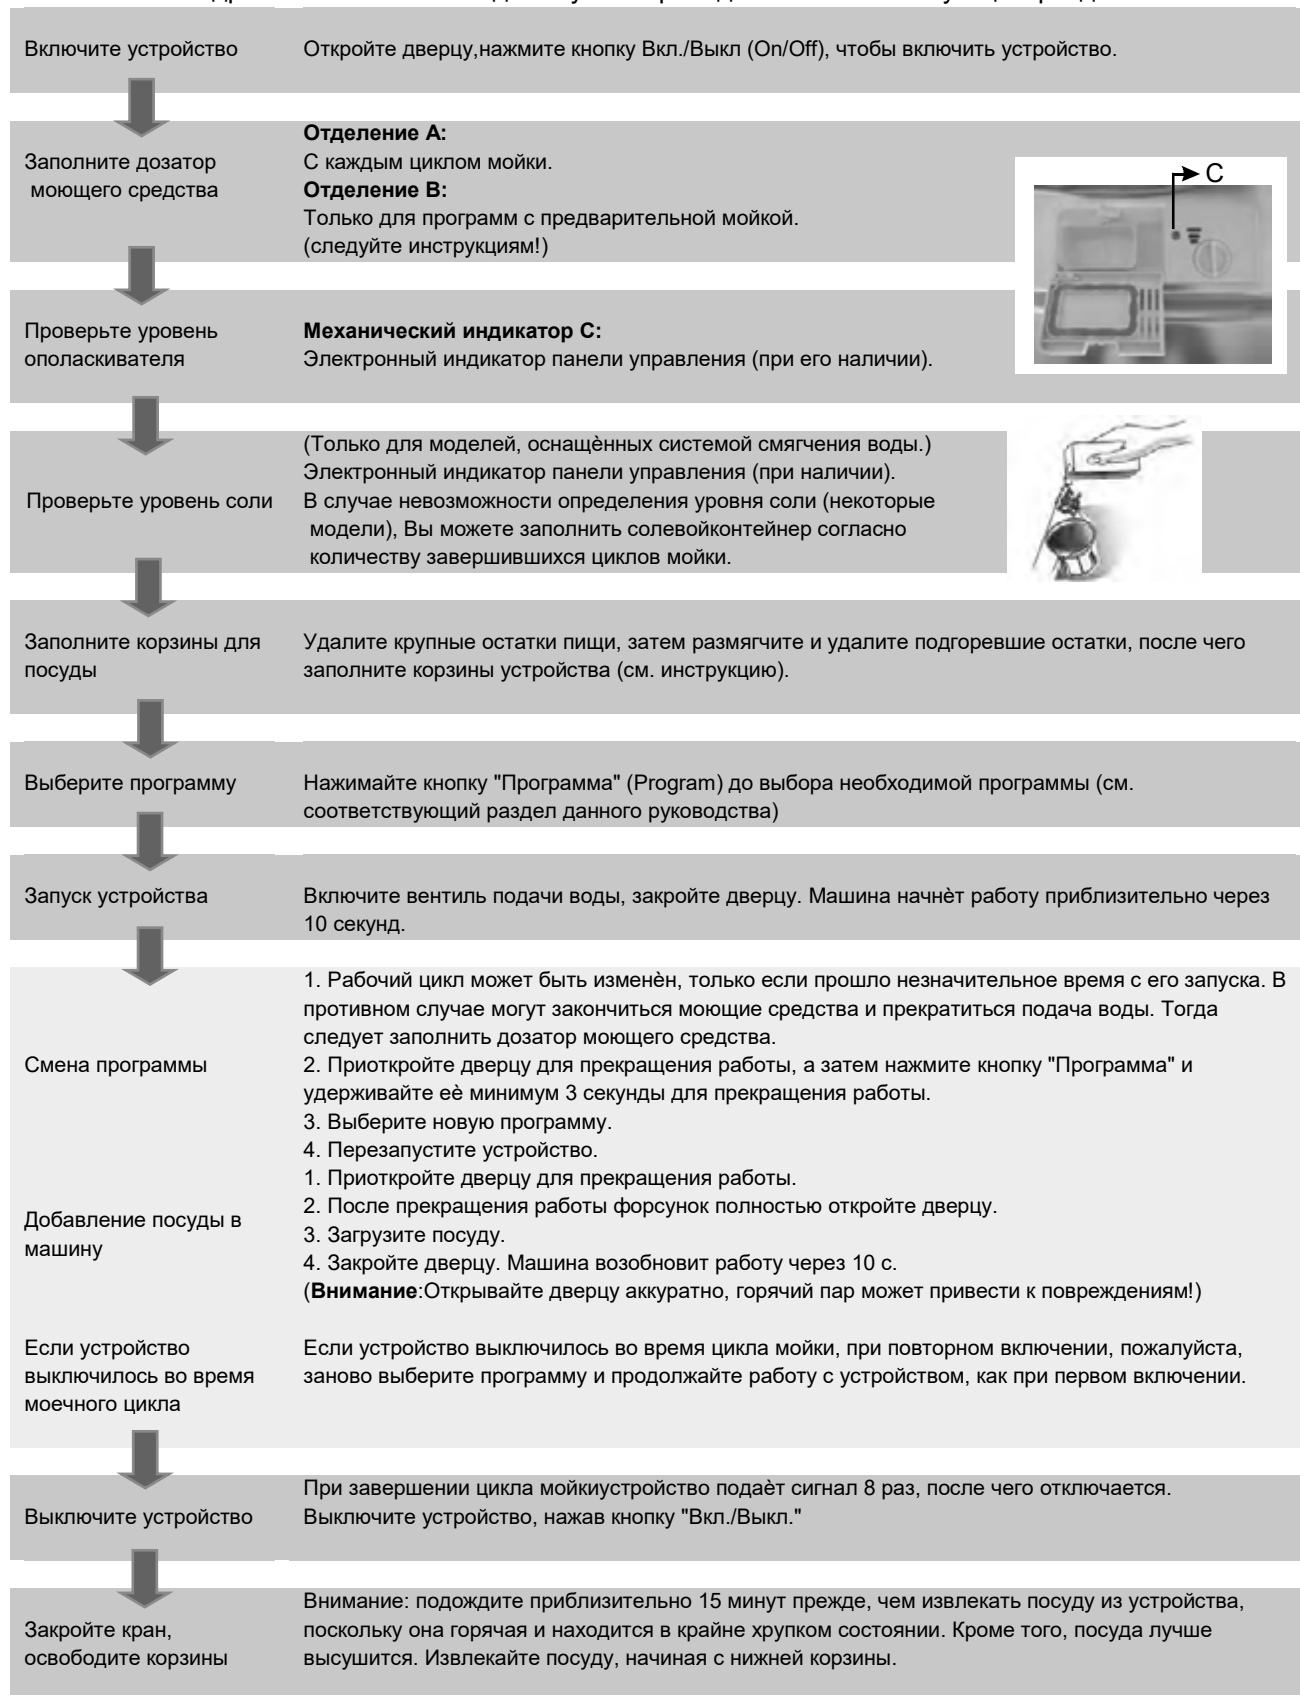 Включите устройство
Откройте дверцу,нажмите кнопку Вкл./Выкл (On/Off), чтобы включить устройство.
Заполните дозатор
моющего средства
Отделение А:
С каждым циклом мойки.
Отделение В:
Только для программ с предварительной мойкой.
(следуйте инструкциям!)
C
Проверьте уровень
ополаскивателя
Механический индикатор С:
Электронный индикатор панели управления (при его наличии).
Проверьте уровень соли
(Только для моделей, оснащѐнных системой смягчения воды.)
Электронный индикатор панели управления (при наличии).
В случае невозможности определения уровня соли (некоторые
модели), Вы можете заполнить солевойконтейнер согласно
количеству завершившихся циклов мойки.
Заполните корзины для
посуды
Удалите крупные остатки пищи, затем размягчите и удалите подгоревшие остатки, после чего
заполните корзины устройства (см. инструкцию).
Выберите программу
Нажимайте кнопку "Программа" (Program) до выбора необходимой программы (см.
соответствующий раздел данного руководства)
Запуск устройства
Включите вентиль подачи воды, закройте дверцу. Машина начнѐт работу приблизительно через
10 секунд.
Смена программы
1. Рабочий цикл может быть изменѐн, только если прошло незначительное время с его запуска. В
противном случае могут закончиться моющие средства и прекратиться подача воды. Тогда
следует заполнить дозатор моющего средства.
2. Приоткройте дверцу для прекращения работы, а затем нажмите кнопку "Программа" и
удерживайте еѐ минимум 3 секунды для прекращения работы.
3. Выберите новую программу.
4. Перезапустите устройство.
Добавление посуды в
машину
1. Приоткройте дверцу для прекращения работы.
2. После прекращения работы форсунок полностью откройте дверцу.
3. Загрузите посуду.
4. Закройте дверцу. Машина возобновит работу через 10 с.
(Внимание:Открывайте дверцу аккуратно, горячий пар может привести к повреждениям!)
Если устройство
выключилось во время
моечного цикла
Если устройство выключилось во время цикла мойки, при повторном включении, пожалуйста,
заново выберите программу и продолжайте работу с устройством, как при первом включении.
Выключите устройство
При завершении цикла мойкиустройство подаѐт сигнал 8 раз, после чего отключается.
Выключите устройство, нажав кнопку "Вкл./Выкл."
Закройте кран,
освободите корзины
Внимание: подождите приблизительно 15 минут прежде, чем извлекать посуду из устройства,
поскольку она горячая и находится в крайне хрупком состоянии. Кроме того, посуда лучше
высушится. Извлекайте посуду, начиная с нижней корзины.